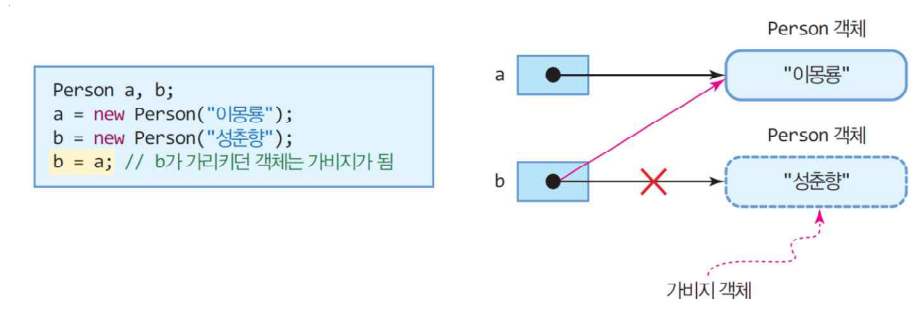 Person a, b;
a = new Person("이몽룡");
b = new Person("성춘향");
b = a; // b가 가리키던 객체는 가비지가 됨
Person 객체
a
"이몽룡"
Person 객체
b
"성춘향"
가비지 객체